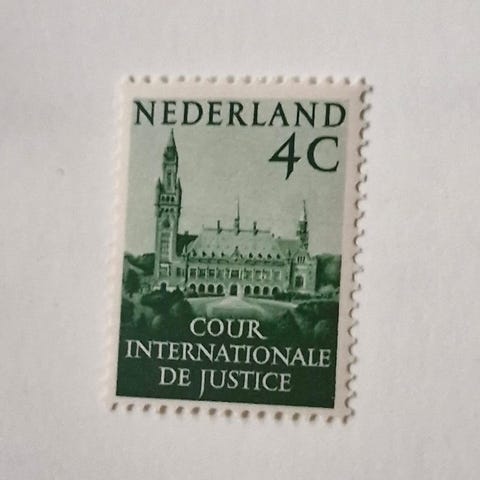 NEDERLAND
4C
COUR
INTERNATIONALE
DE JUSTICE